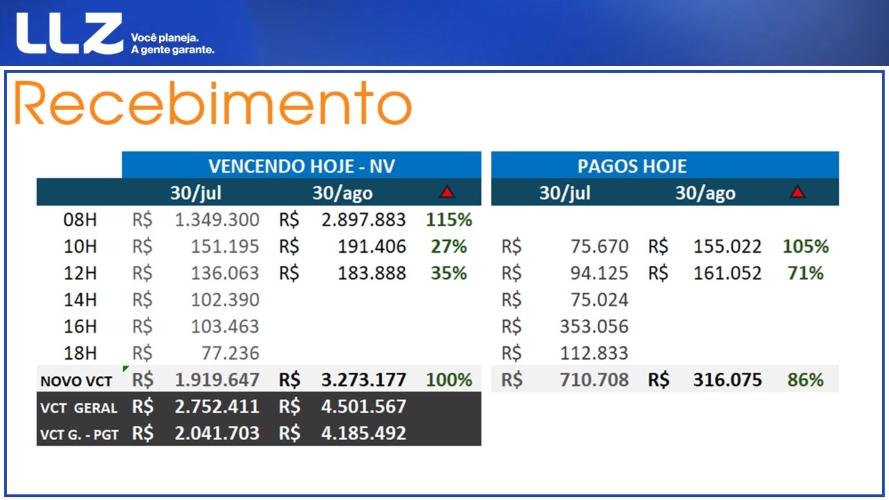 LLZ Você planeja.
A gente garante.
Recebimento
VENCENDO HOJE - NV PAGOS HOJE
30/jul 30/ago 30/jul 30/ago
08H R$ 1.349.300 R$ 2.897.883 115%
10H R$ 151.195 R$ 191.406 27% R$ 75.670 R$ 155.022 105%
12H R$ 136.063 R$ 183.888 35% R$ 94.125 R$ 161.052 71%
14H R$ 102.390 R$ 75.024
16H R$ 103.463 R$ 353.056
18H R$ 77.236 R$ 112.833
NOVO VCT R$ 1.919.647 R$ 3.273.177 100% R$ 710.708 R$ 316.075 86%
VCT GERAL R$ 2.752.411 R$ 4.501.567
VCT G. - PGT R$ 2.041.703 R$ 4.185.492